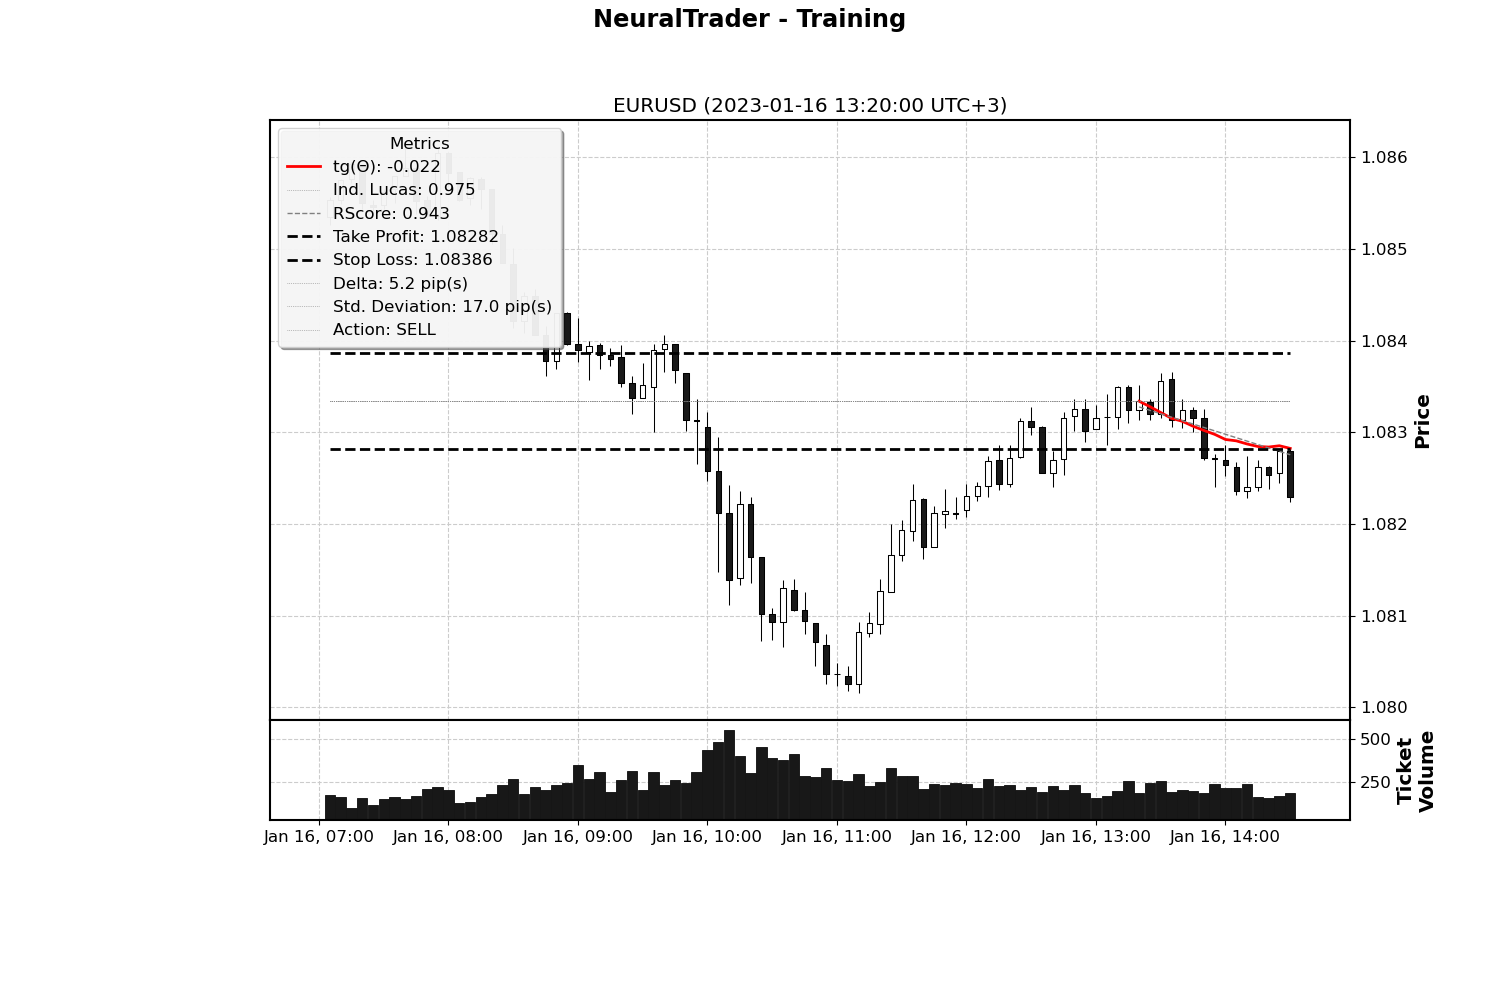 NeuralTrader - Training
EURUSD (2023-01-16 13:20:00 UTC+3)
Metrics
tg(Θ): -0.022
Ind. Lucas: 0.975
RScore: 0.943
Take Profit: 1.08282
Stop Loss: 1.08386
Delta: 5.2 pip(s)
Std. Deviation: 17.0 pip(s)
Action: SELL
1.086
1.085
1.084
1.083
1.082
1.081
1.080
Price
500
250
Ticket
Volume
Jan 16, 07:00
Jan 16, 08:00
Jan 16, 09:00
Jan 16, 10:00
Jan 16, 11:00
Jan 16, 12:00
Jan 16, 13:00
Jan 16, 14:00